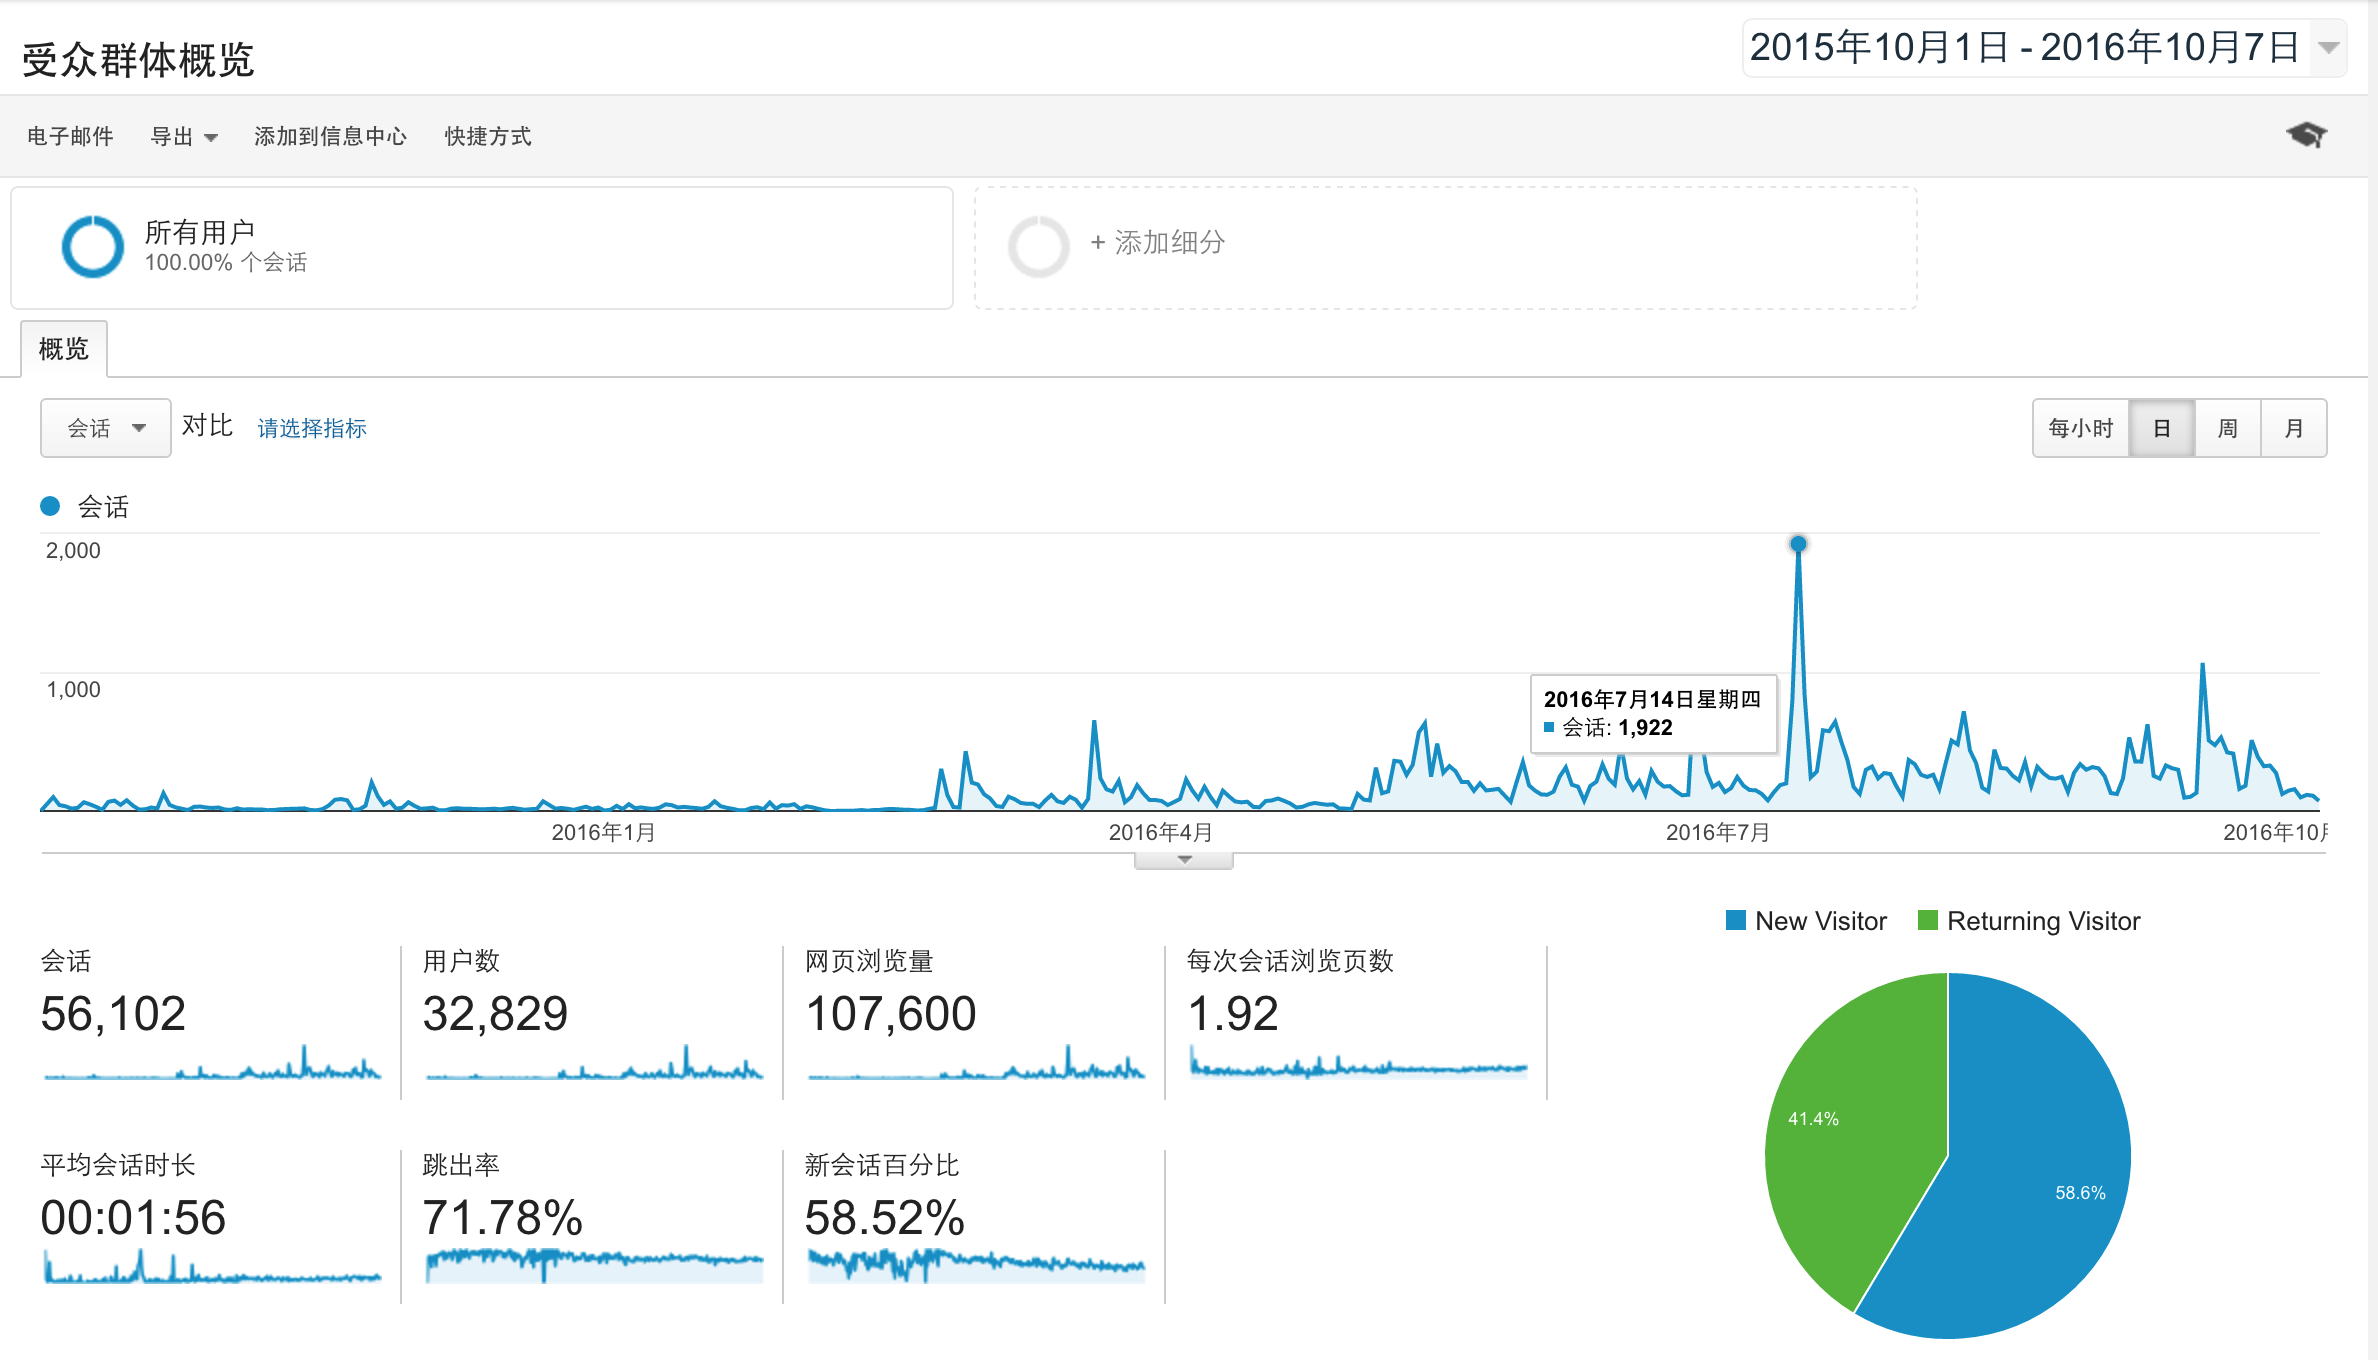 受众群体概览
2015年10月1日 - 2016年10月7日
电子邮件 导出 添加到信息中心 快捷方式
所有用户
100.00% 个会话
+ 添加细分
概览
会话 对比 请选择指标
每小时 日 周 月
会话
2,000
1,000
2016年7月14日星期四
会话: 1,922
2016年1月 2016年4月 2016年7月 2016年10月
New Visitor Returning Visitor
会话 用户数 网页浏览量 每次会话浏览页数
56,102 32,829 107,600 1.92
41.4%
58.6%
平均会话时长 跳出率 新会话百分比
00:01:56 71.78% 58.52%